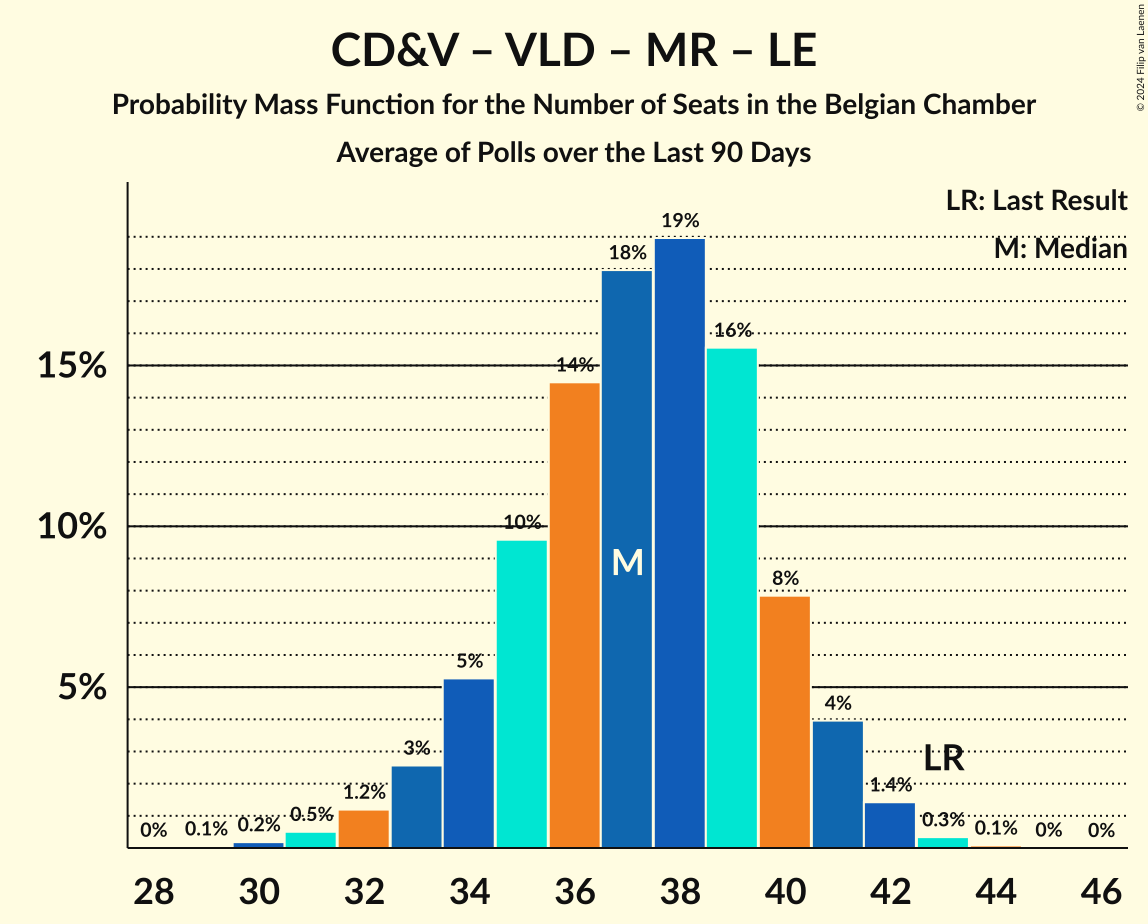 CD&V – VLD – MR – LE
Probability Mass Function for the Number of Seats in the Belgian Chamber
Average of Polls over the Last 90 Days
© 2024 Filip van Laenen
LR: Last Result
M: Median
15%
10%
5%
0%
0.1%
0.2%
0.5%
1.2%
3%
5%
10%
14%
18%
19%
16%
8%
4%
1.4%
0.3%
0.1%
0%
0%
M
LR
28 30 32 34 36 38 40 42 44 46